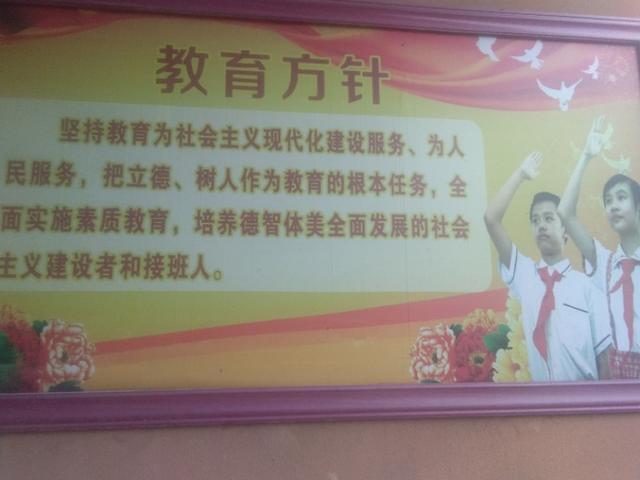 教育方针
坚持教育为社会主义现代化建设服务、为人
民服务，把立德、树人作为教育的根本任务，全
面实施素质教育，培养德智体美全面发展的社会
主义建设者和接班人。